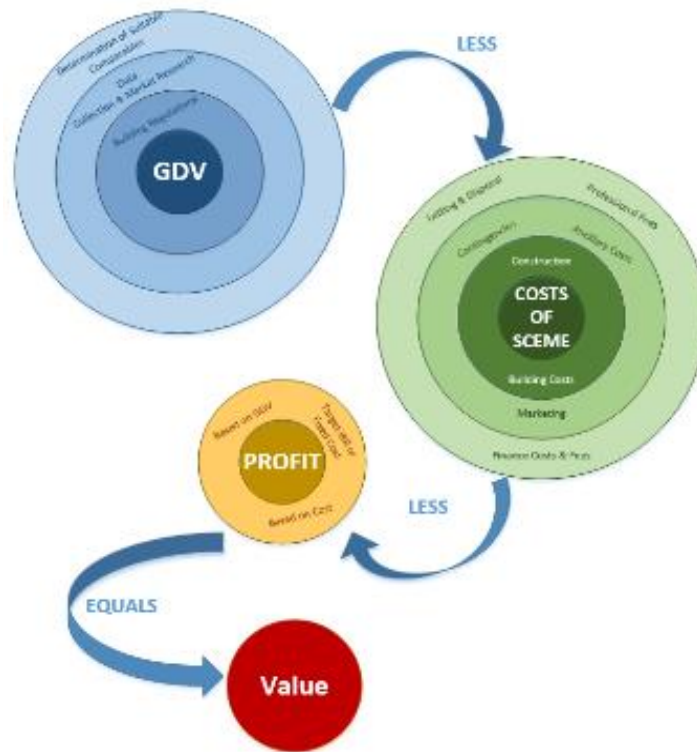 Determination of Suitable
Comparables
Data
Collection & Market Research
Building Regulations
GDV
LESS
Letting & Disposal
Professional Fees
Contingencies
Ancillary Costs
Construction
COSTS
OF
SCEME
Building Costs
Marketing
Finance Costs & Fees
LESS
Based on GDV
Target IRR or
Fixed Cost
PROFIT
Based on Cost
EQUALS
Value